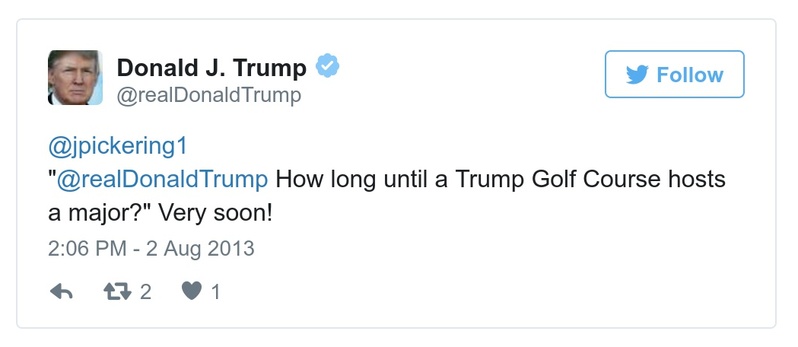 Donald J. Trump
@realDonaldTrump
Follow
@jpickering1
"@realDonaldTrump How long until a Trump Golf Course hosts
a major?" Very soon!
2:06 PM - 2 Aug 2013
2 1